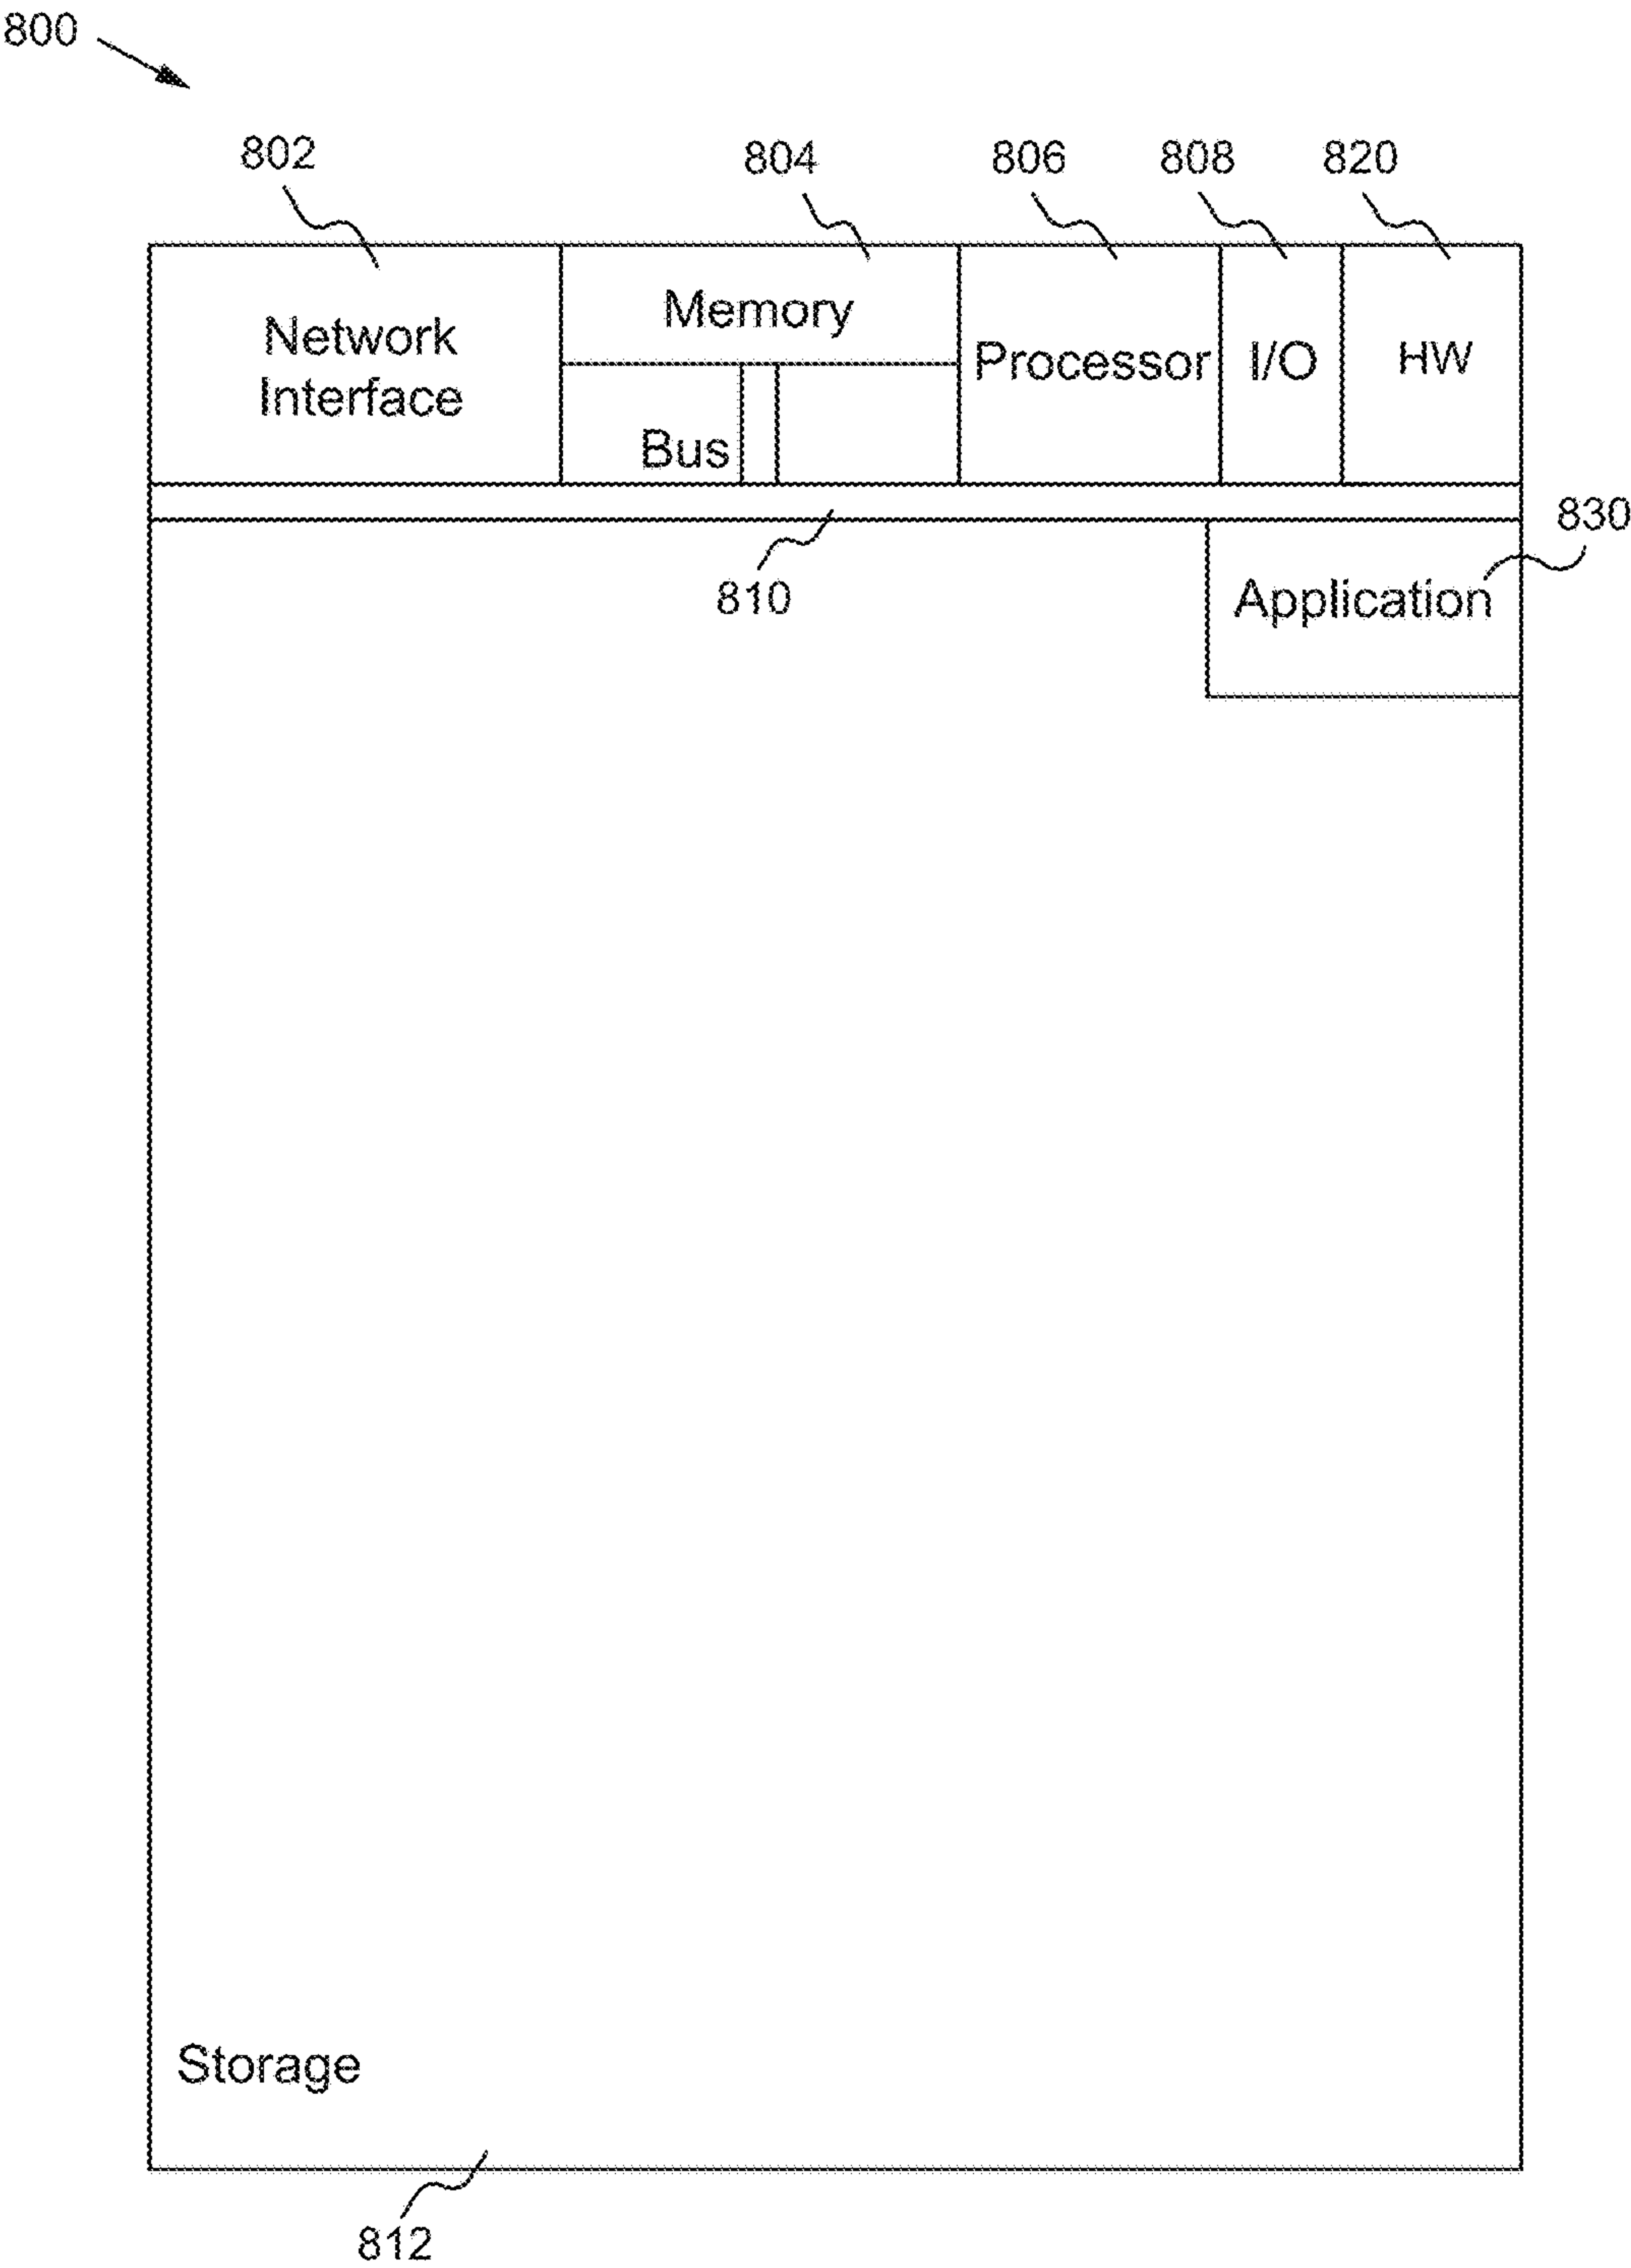 800
802
804
806
808
820
Network
Interface
Memory
Bus
Processor
I/O
HW
810
830
Application
Storage
812